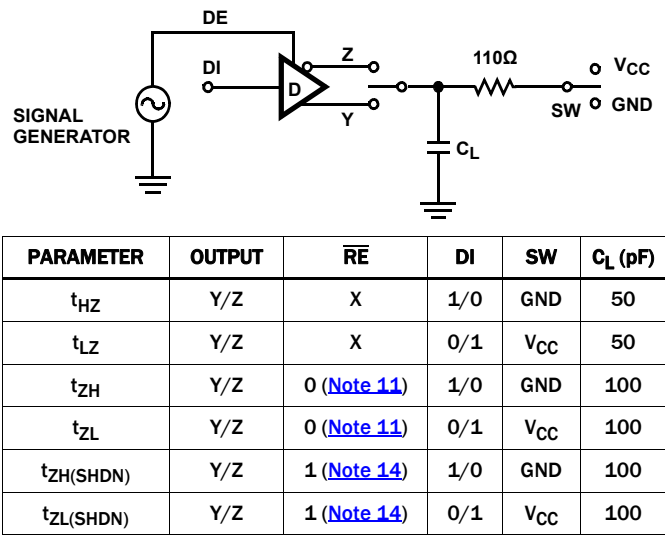 DE
DI
D
Z
Y
110Ω
VCC
SW
GND
SIGNAL
GENERATOR
CL
PARAMETER OUTPUT RE DI SW CL (pF)
tHZ Y/Z X 1/0 GND 50
tLZ Y/Z X 0/1 VCC 50
tZH Y/Z 0 (Note 11) 1/0 GND 100
tZL Y/Z 0 (Note 11) 0/1 VCC 100
tZH(SHDN) Y/Z 1 (Note 14) 1/0 GND 100
tZL(SHDN) Y/Z 1 (Note 14) 0/1 VCC 100